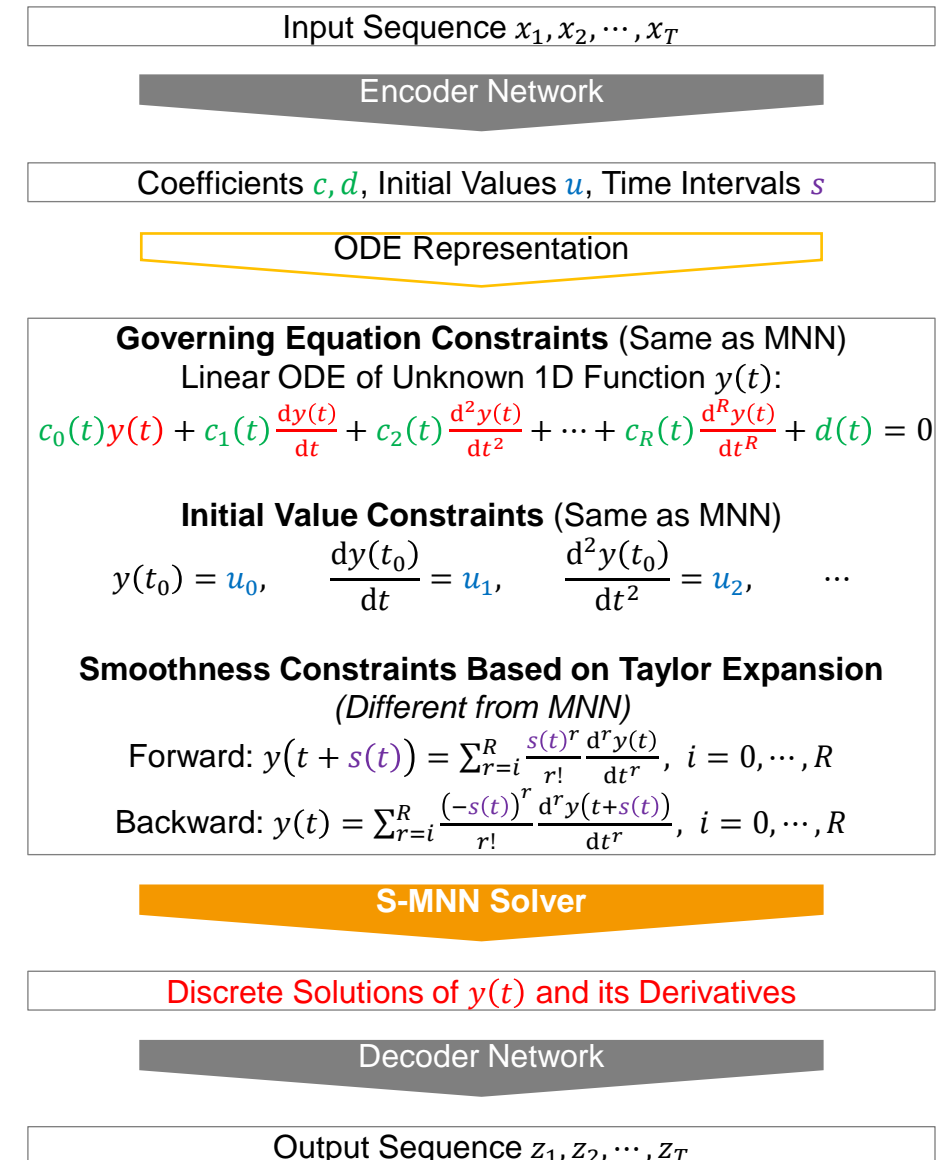 Input Sequence x₁, x₂, ⋯, x_T
Encoder Network
Coefficients c, d, Initial Values u, Time Intervals s
ODE Representation
Governing Equation Constraints (Same as MNN)
Linear ODE of Unknown 1D Function y(t):
c₀(t)y(t) + c₁(t) dy(t)/dt + c₂(t) d²y(t)/dt² + ⋯ + c_R(t) d^R y(t)/dt^R + d(t) = 0
Initial Value Constraints (Same as MNN)
y(t₀) = u₀, dy(t₀)/dt = u₁, d²y(t₀)/dt² = u₂, ⋯
Smoothness Constraints Based on Taylor Expansion
(Different from MNN)
Forward: y(t + s(t)) = ∑_{r=i}^{R} s(t)^r/r! d^r y(t)/dt^r, i = 0, ⋯, R
Backward: y(t) = ∑_{r=i}^{R} (−s(t))^r/r! d^r y(t+s(t))/dt^r, i = 0, ⋯, R
S-MNN Solver
Discrete Solutions of y(t) and its Derivatives
Decoder Network
Output Sequence z₁, z₂, ⋯, z_T